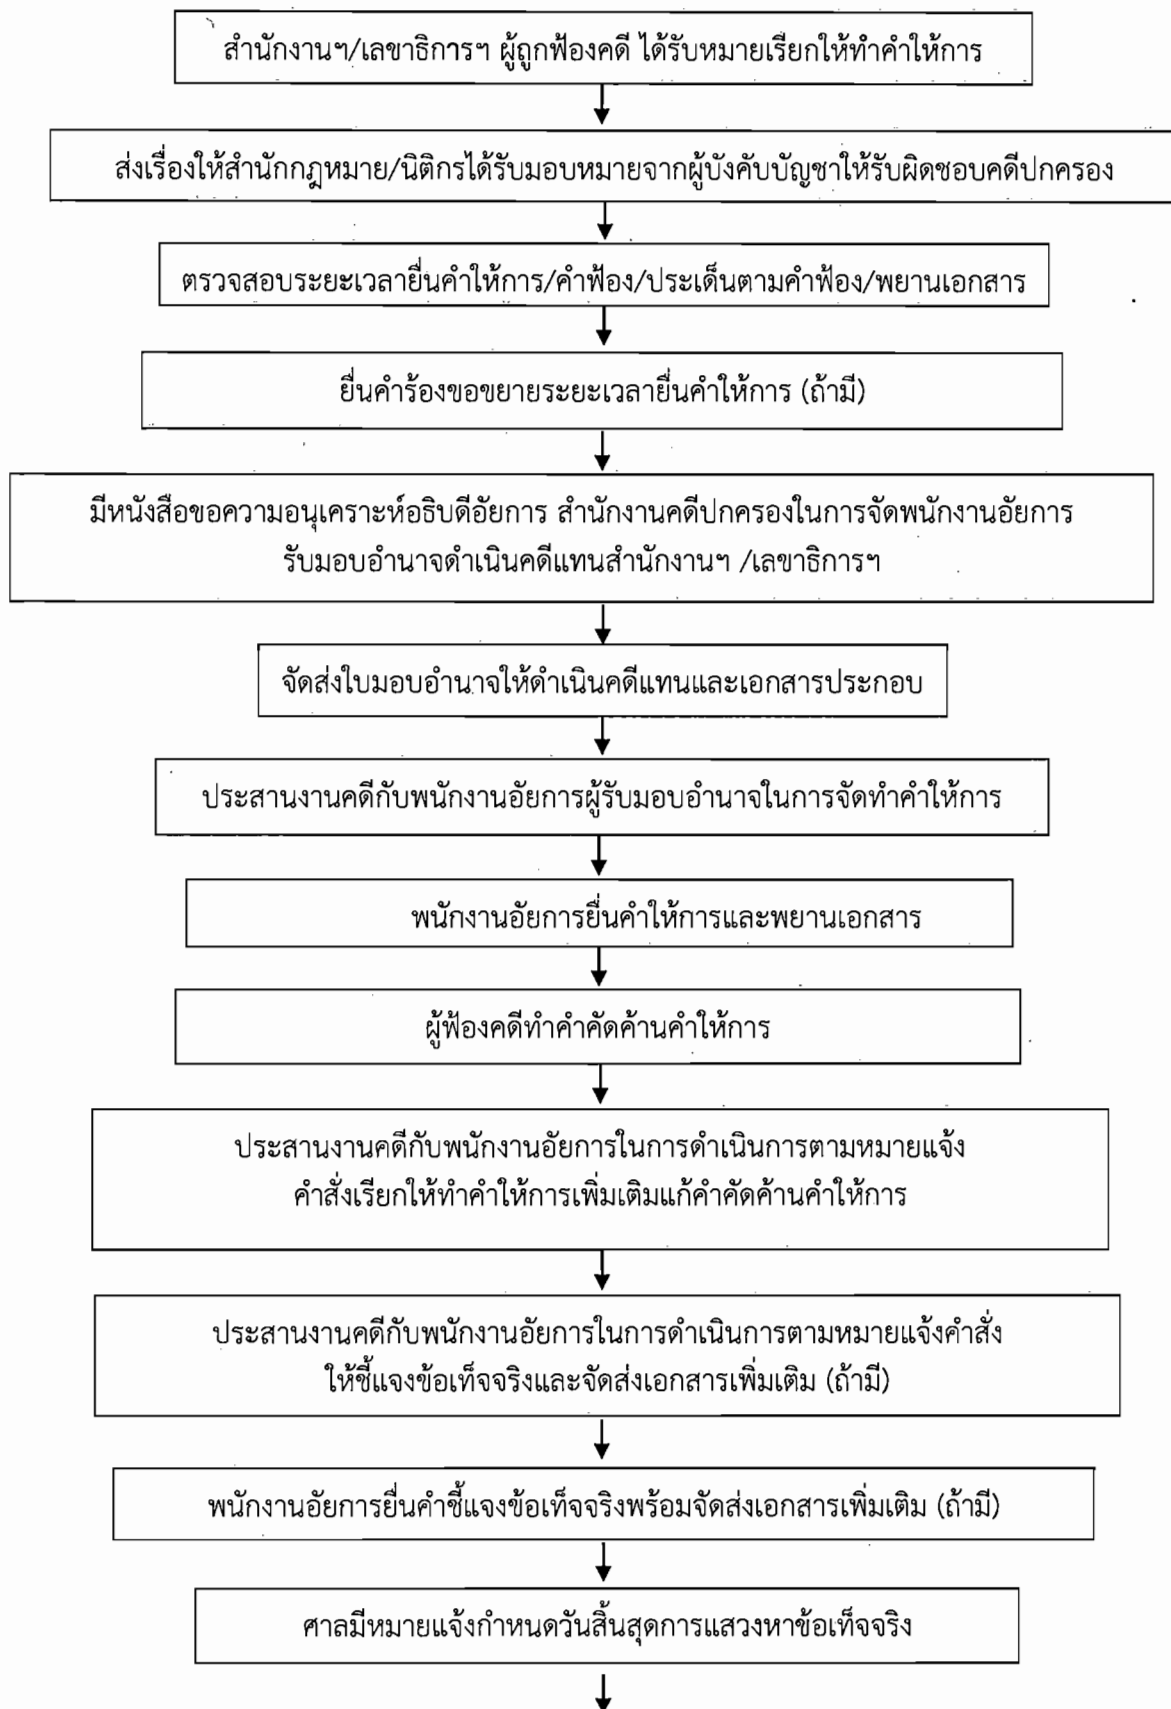 สำนักงานฯ/เลขาธิการฯ ผู้ถูกฟ้องคดี ได้รับหมายเรียกให้ทำคำให้การ
ส่งเรื่องให้สำนักกฎหมาย/นิติกรได้รับมอบหมายจากผู้บังคับบัญชาให้รับผิดชอบคดีปกครอง
ตรวจสอบระยะเวลายื่นคำให้การ/คำฟ้อง/ประเด็นตามคำฟ้อง/พยานเอกสาร
ยื่นคำร้องขอขยายระยะเวลายื่นคำให้การ (ถ้ามี)
มีหนังสือขอความอนุเคราะห์อธิบดีอัยการ สำนักงานคดีปกครองในการจัดพนักงานอัยการ
รับมอบอำนาจดำเนินคดีแทนสำนักงานฯ /เลขาธิการฯ
จัดส่งใบมอบอำนาจให้ดำเนินคดีแทนและเอกสารประกอบ
ประสานงานคดีกับพนักงานอัยการผู้รับมอบอำนาจในการจัดทำคำให้การ
พนักงานอัยการยื่นคำให้การและพยานเอกสาร
ผู้ฟ้องคดีทำคำคัดค้านคำให้การ
ประสานงานคดีกับพนักงานอัยการในการดำเนินการตามหมายแจ้ง
คำสั่งเรียกให้ทำคำให้การเพิ่มเติมแก้คำคัดค้านคำให้การ
ประสานงานคดีกับพนักงานอัยการในการดำเนินการตามหมายแจ้งคำสั่ง
ให้ชี้แจงข้อเท็จจริงและจัดส่งเอกสารเพิ่มเติม (ถ้ามี)
พนักงานอัยการยื่นคำชี้แจงข้อเท็จจริงพร้อมจัดส่งเอกสารเพิ่มเติม (ถ้ามี)
ศาลมีหมายแจ้งกำหนดวันสิ้นสุดการแสวงหาข้อเท็จจริง